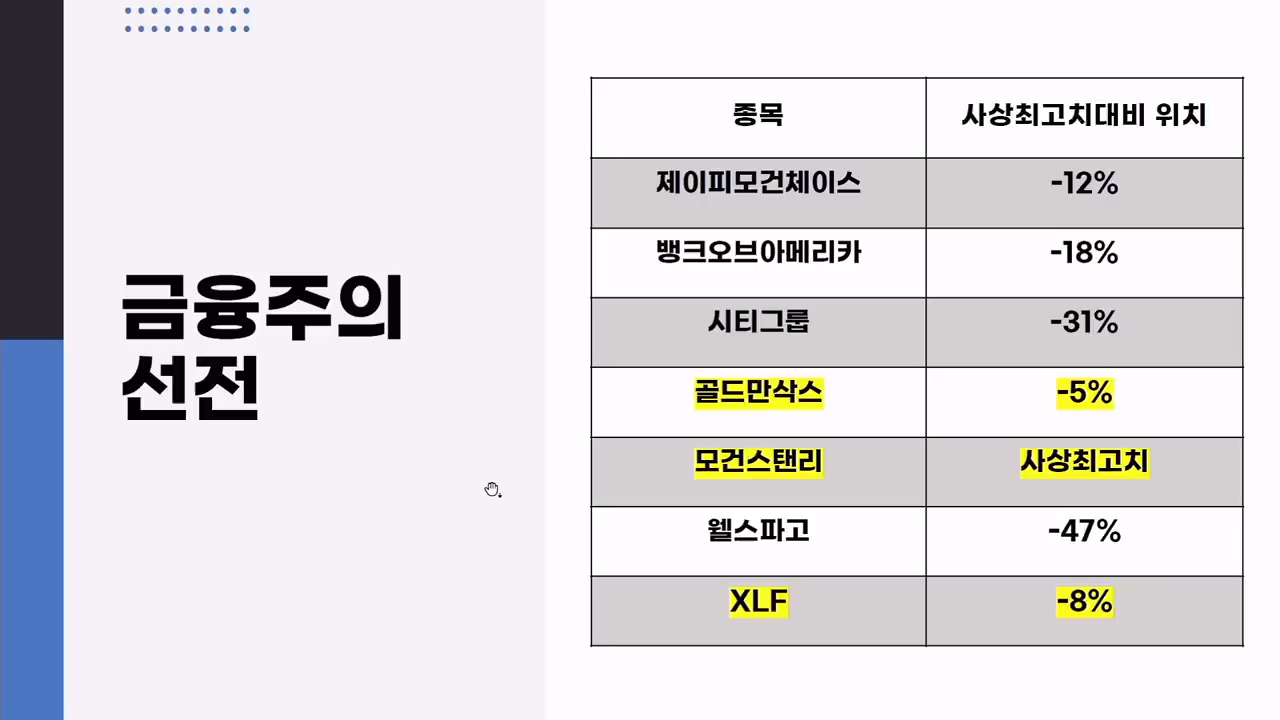 금융주의
선전
종목 사상최고치대비 위치
제이피모건체이스 -12%
뱅크오브아메리카 -18%
시티그룹 -31%
골드만삭스 -5%
모건스탠리 사상최고치
웰스파고 -47%
XLF -8%